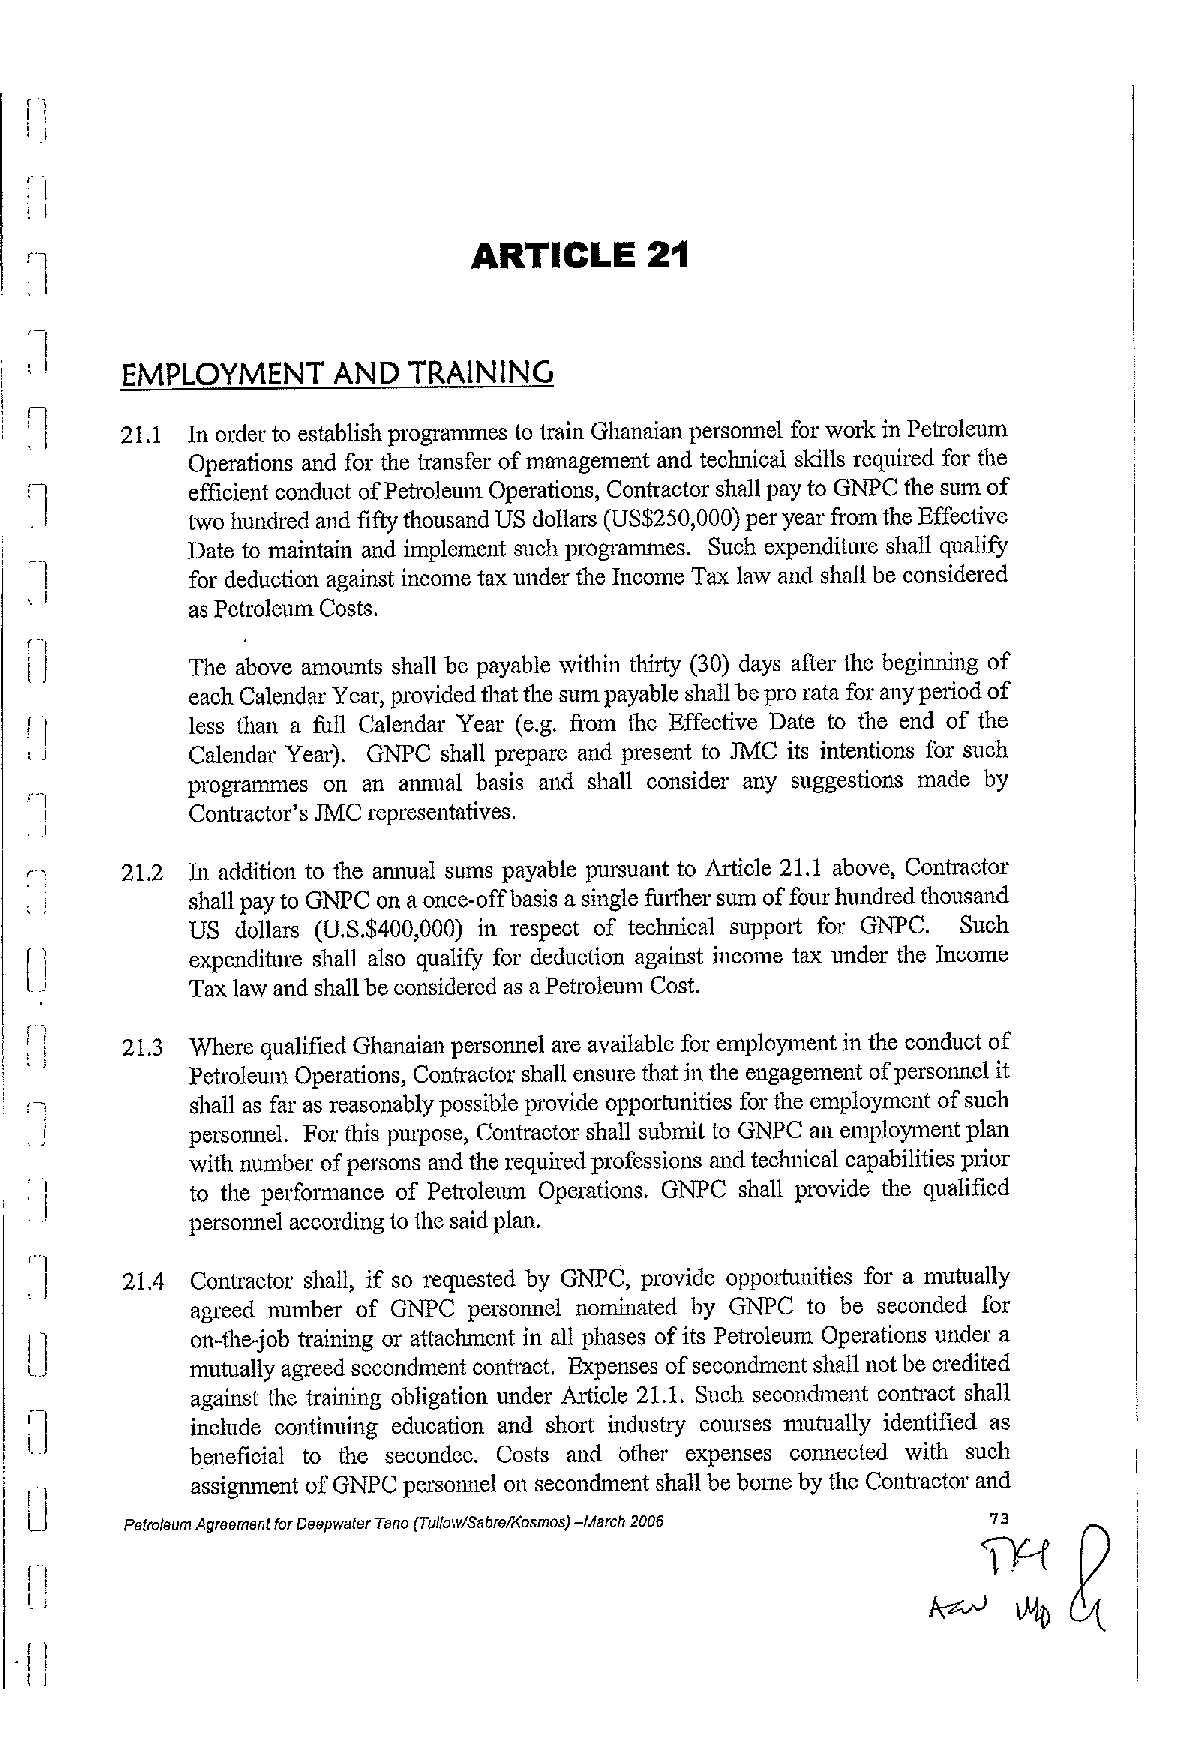 ARTICLE 21
EMPLOYMENT AND TRAINING
21.1 In order to establish programmes to train Ghanaian personnel for work in Petroleum
Operations and for the transfer of management and technical skills required for the
efficient conduct of Petroleum Operations, Contractor shall pay to GNPC the sum of
two hundred and fifty thousand US dollars (US$250,000) per year from the Effective
Date to maintain and implement such programmes. Such expenditure shall qualify
for deduction against income tax under the Income Tax law and shall be considered
as Petroleum Costs.
The above amounts shall be payable within thirty (30) days after the beginning of
each Calendar Year, provided that the sum payable shall be pro rata for any period of
less than a full Calendar Year (e.g. from the Effective Date to the end of the
Calendar Year). GNPC shall prepare and present to JMC its intentions for such
programmes on an annual basis and shall consider any suggestions made by
Contractor's JMC representatives.
21.2 In addition to the annual sums payable pursuant to Article 21.1 above, Contractor
shall pay to GNPC on a once-off basis a single further sum of four hundred thousand
US dollars (U.S.$400,000) in respect of technical support for GNPC. Such
expenditure shall also qualify for deduction against income tax under the Income
Tax law and shall be considered as a Petroleum Cost.
21.3 Where qualified Ghanaian personnel are available for employment in the conduct of
Petroleum Operations, Contractor shall ensure that in the engagement of personnel it
shall as far as reasonably possible provide opportunities for the employment of such
personnel. For this purpose, Contractor shall submit to GNPC an employment plan
with number of persons and the required professions and technical capabilities prior
to the performance of Petroleum Operations. GNPC shall provide the qualified
personnel according to the said plan.
21.4 Contractor shall, if so requested by GNPC, provide opportunities for a mutually
agreed number of GNPC personnel nominated by GNPC to be seconded for
on-the-job training or attachment in all phases of its Petroleum Operations under a
mutually agreed secondment contract. Expenses of secondment shall not be credited
against the training obligation under Article 21.1. Such secondment contract shall
include continuing education and short industry courses mutually identified as
beneficial to the secondee. Costs and other expenses connected with such
assignment of GNPC personnel on secondment shall be borne by the Contractor and
Petroleum Agreement for Deepwater Tano (Tullow/Sabre/Kosmos) –March 2006 73